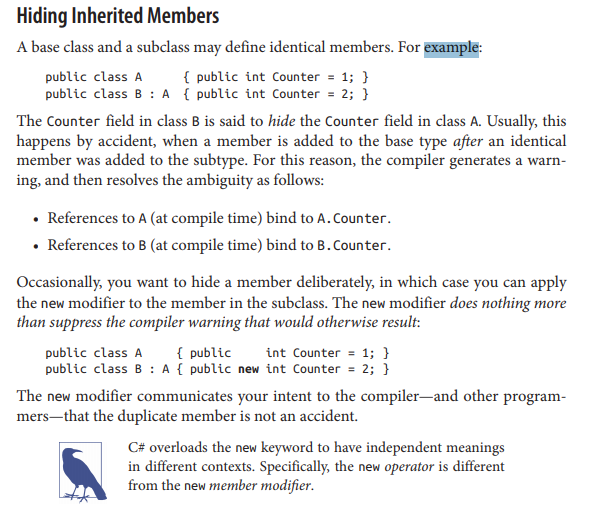 Hiding Inherited Members
A base class and a subclass may define identical members. For example:
public class A      { public int Counter = 1; }
public class B : A  { public int Counter = 2; }
The Counter field in class B is said to hide the Counter field in class A. Usually, this
happens by accident, when a member is added to the base type after an identical
member was added to the subtype. For this reason, the compiler generates a warn-
ing, and then resolves the ambiguity as follows:
• References to A (at compile time) bind to A.Counter.
• References to B (at compile time) bind to B.Counter.
Occasionally, you want to hide a member deliberately, in which case you can apply
the new modifier to the member in the subclass. The new modifier does nothing more
than suppress the compiler warning that would otherwise result:
public class A     { public     int Counter = 1; }
public class B : A { public new int Counter = 2; }
The new modifier communicates your intent to the compiler—and other program-
mers—that the duplicate member is not an accident.
C# overloads the new keyword to have independent meanings
in different contexts. Specifically, the new operator is different
from the new member modifier.